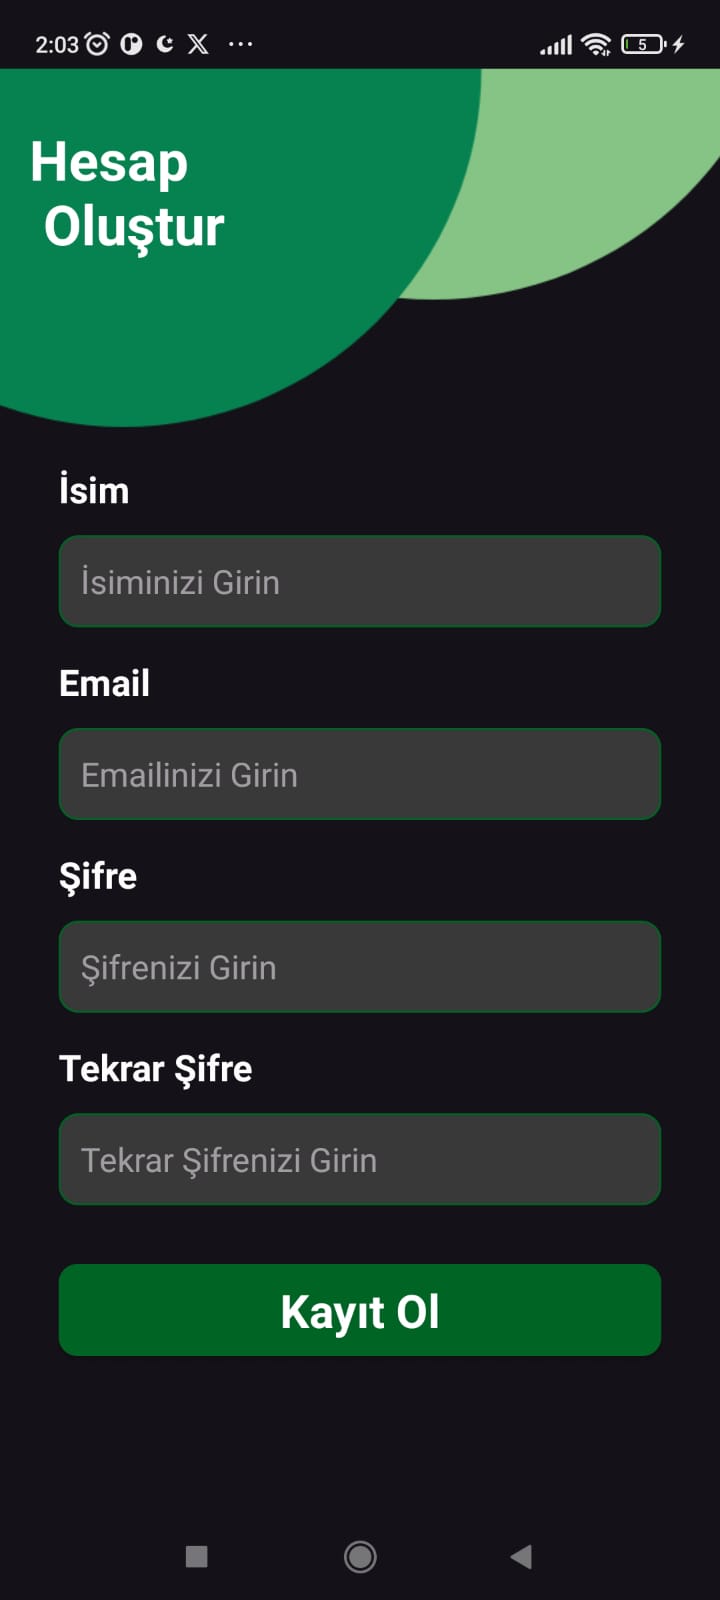 2:03
5
Hesap
Oluştur
İsim
İsiminizi Girin
Email
Emailinizi Girin
Şifre
Şifrenizi Girin
Tekrar Şifre
Tekrar Şifrenizi Girin
Kayıt Ol